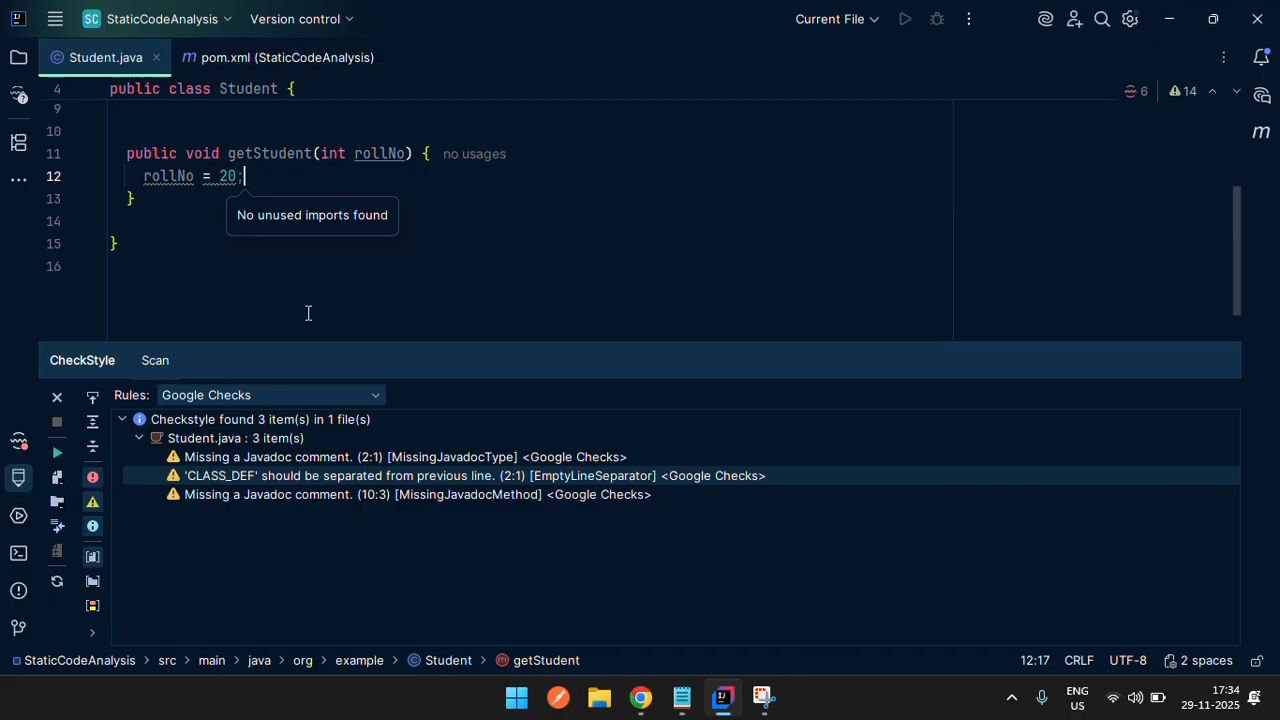 SC StaticCodeAnalysis Version control Current File
Student.java pom.xml (StaticCodeAnalysis)
4 public class Student { 6 14
9
10
11 public void getStudent(int rollNo) { no usages
12 rollNo = 20;
13 }
No unused imports found
14
15 }
16
CheckStyle Scan
Rules: Google Checks
Checkstyle found 3 item(s) in 1 file(s)
Student.java : 3 item(s)
Missing a Javadoc comment. (2:1) [MissingJavadocType] <Google Checks>
'CLASS_DEF' should be separated from previous line. (2:1) [EmptyLineSeparator] <Google Checks>
Missing a Javadoc comment. (10:3) [MissingJavadocMethod] <Google Checks>
StaticCodeAnalysis > src > main > java > org > example > Student > getStudent 12:17 CRLF UTF-8 2 spaces
ENG
US
17:34
29-11-2025